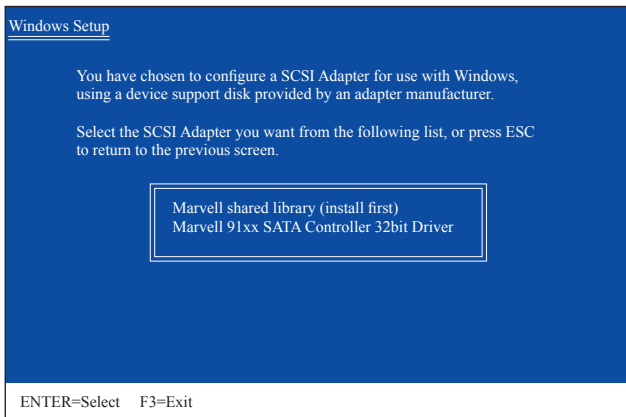 Windows Setup
You have chosen to configure a SCSI Adapter for use with Windows,
using a device support disk provided by an adapter manufacturer.
Select the SCSI Adapter you want from the following list, or press ESC
to return to the previous screen.
Marvell shared library (install first)
Marvell 91xx SATA Controller 32bit Driver
ENTER=Select F3=Exit